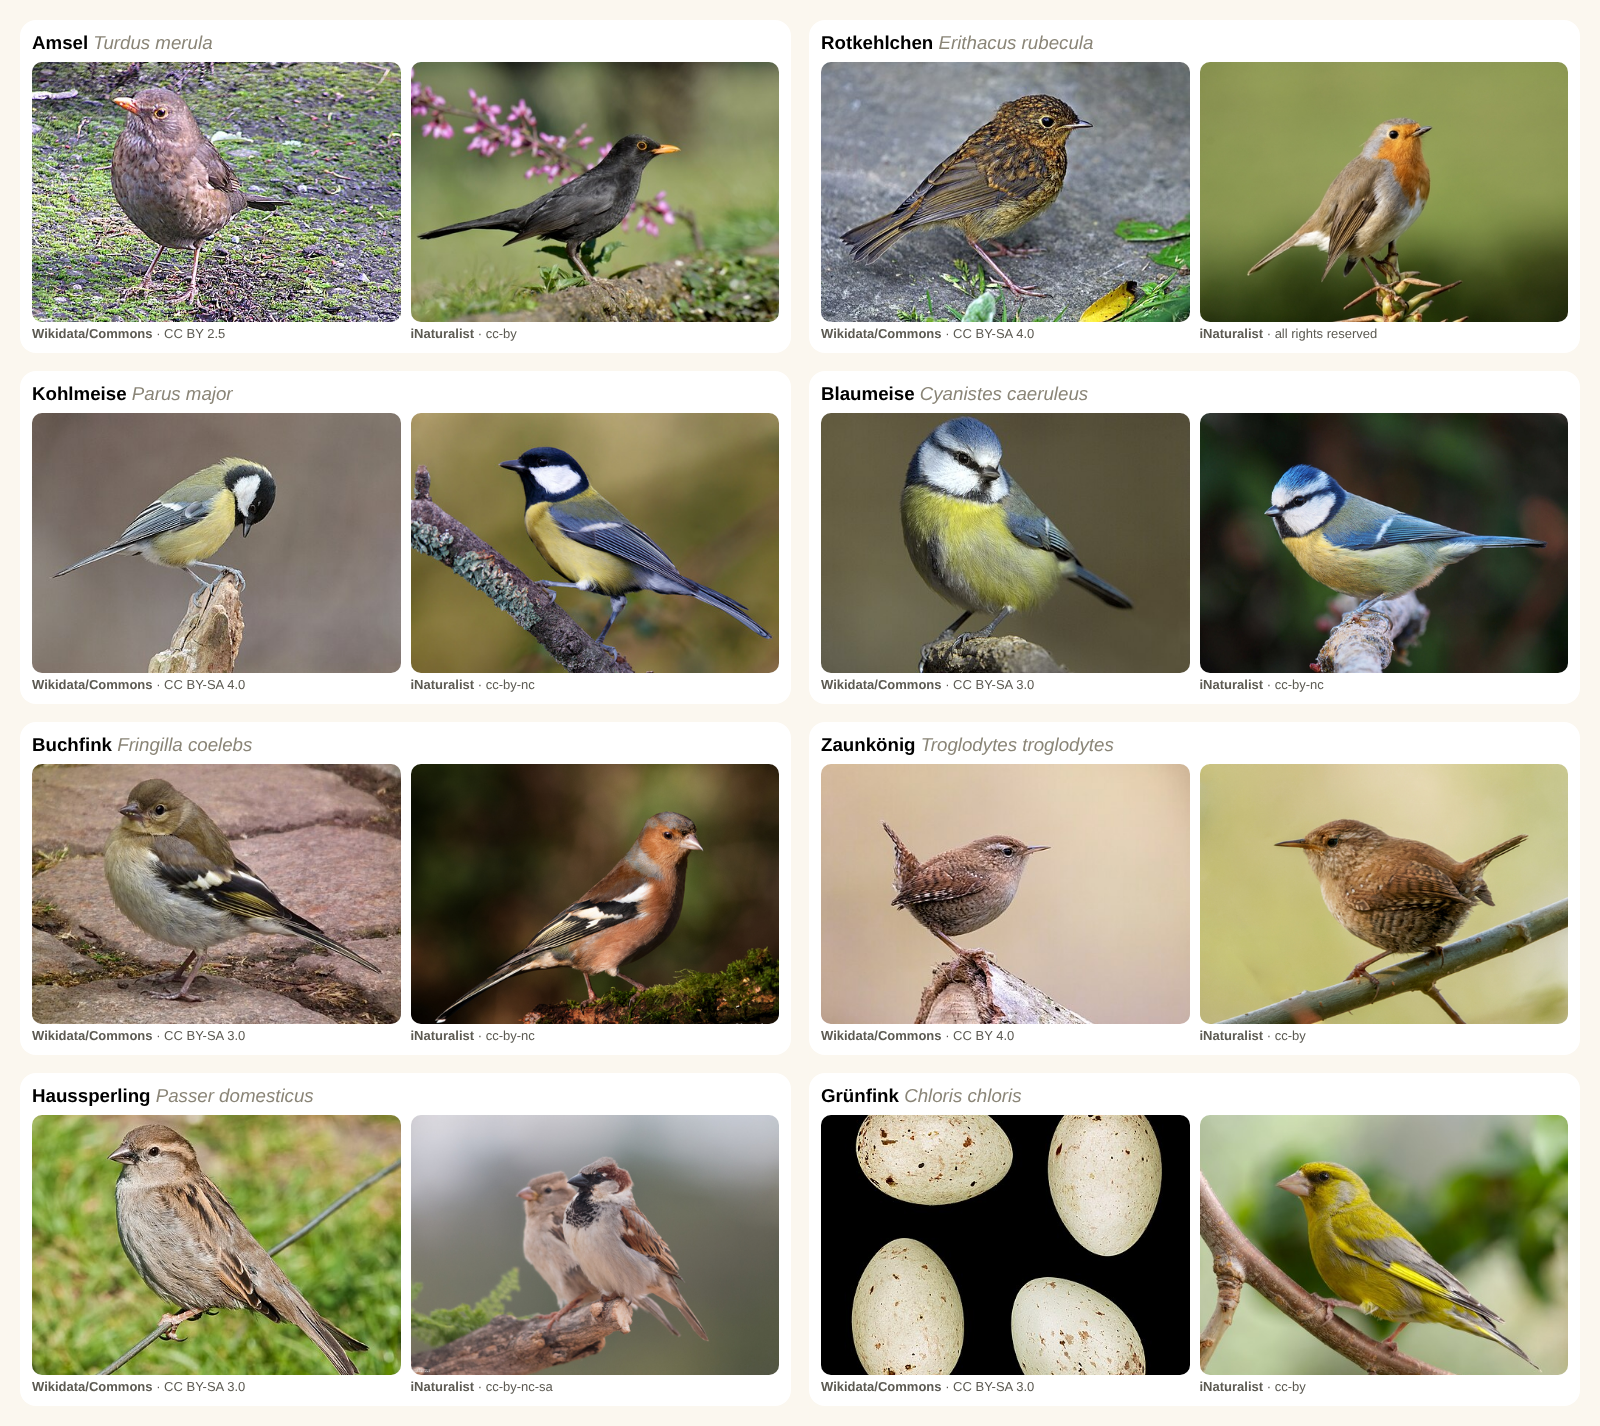 Amsel Turdus merula
Wikidata/Commons · CC BY 2.5
iNaturalist · cc-by
Rotkehlchen Erithacus rubecula
Wikidata/Commons · CC BY-SA 4.0
iNaturalist · all rights reserved
Kohlmeise Parus major
Wikidata/Commons · CC BY-SA 4.0
iNaturalist · cc-by-nc
Blaumeise Cyanistes caeruleus
Wikidata/Commons · CC BY-SA 3.0
iNaturalist · cc-by-nc
Buchfink Fringilla coelebs
Wikidata/Commons · CC BY-SA 3.0
iNaturalist · cc-by-nc
Zaunkönig Troglodytes troglodytes
Wikidata/Commons · CC BY 4.0
iNaturalist · cc-by
Haussperling Passer domesticus
Wikidata/Commons · CC BY-SA 3.0
iNaturalist · cc-by-nc-sa
Grünfink Chloris chloris
Wikidata/Commons · CC BY-SA 3.0
iNaturalist · cc-by